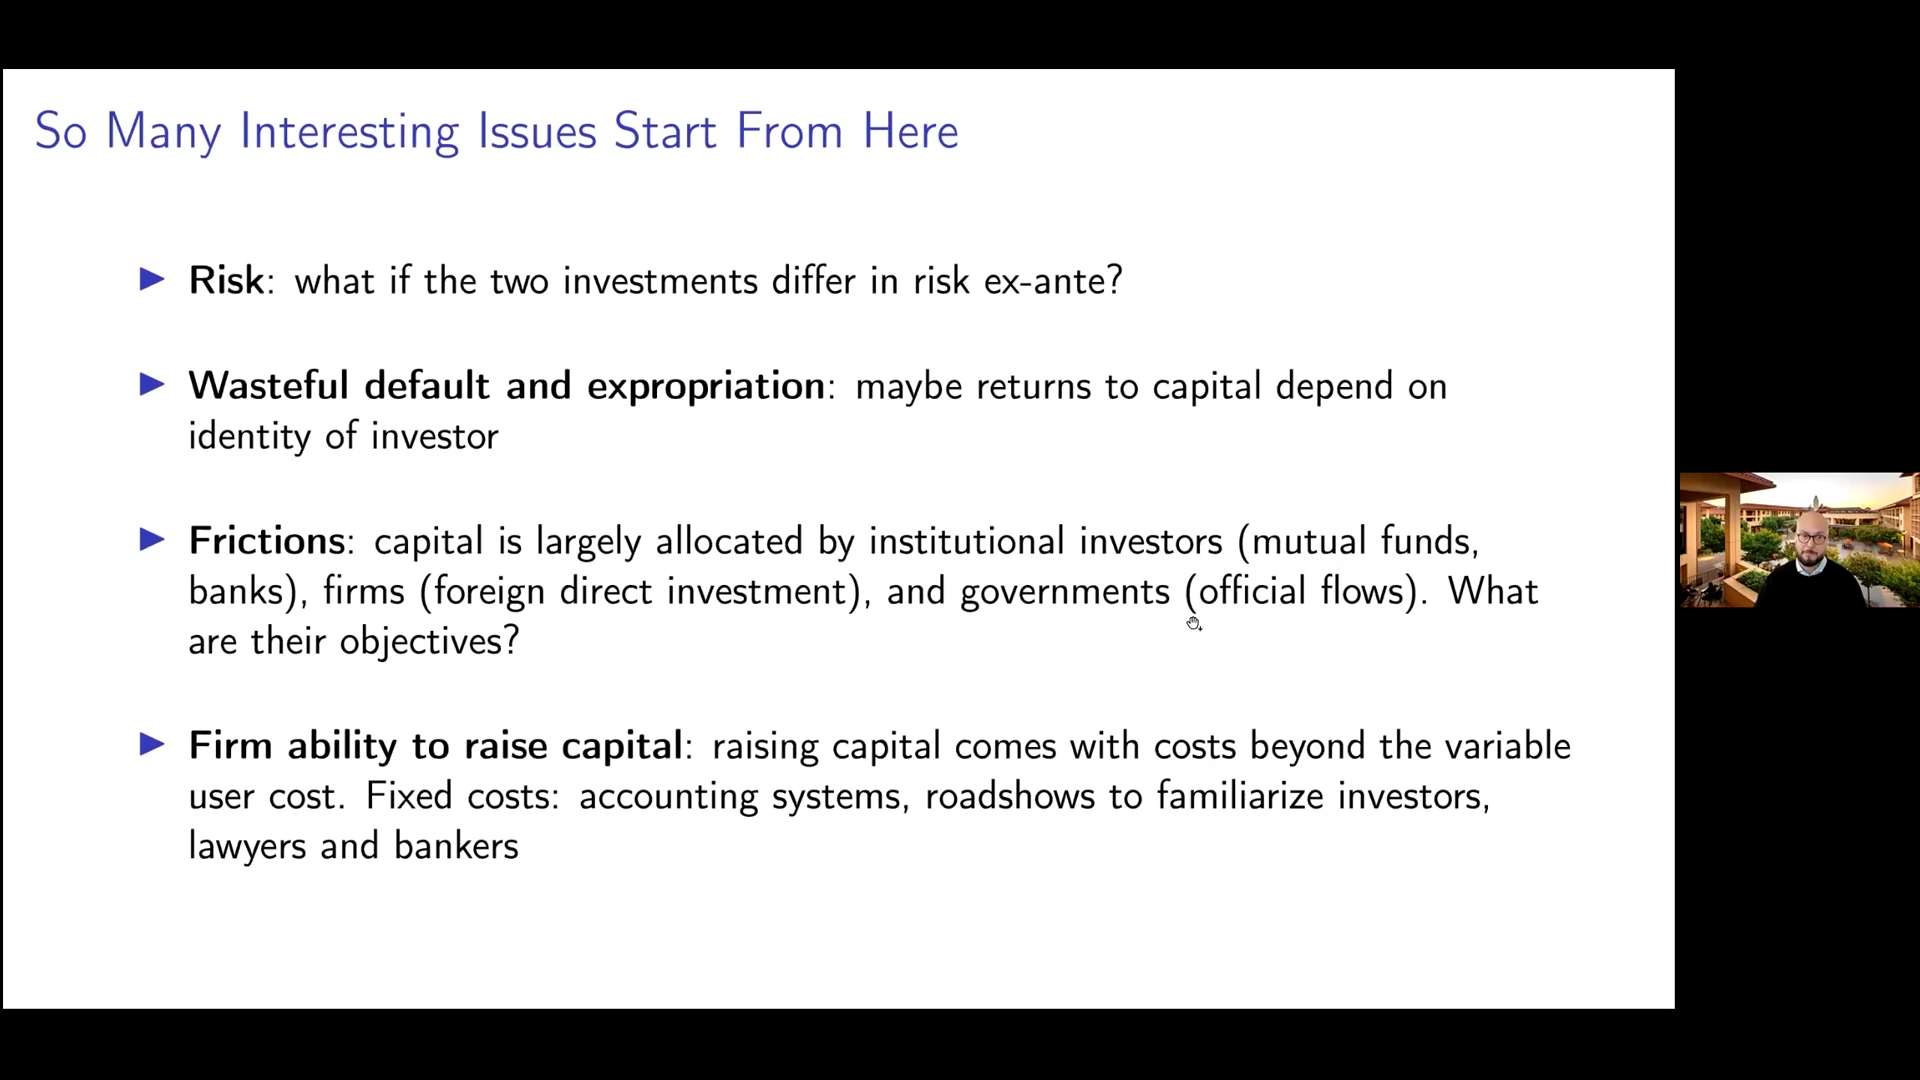 So Many Interesting Issues Start From Here
▶ Risk: what if the two investments differ in risk ex-ante?
▶ Wasteful default and expropriation: maybe returns to capital depend on
identity of investor
▶ Frictions: capital is largely allocated by institutional investors (mutual funds,
banks), firms (foreign direct investment), and governments (official flows). What
are their objectives?
▶ Firm ability to raise capital: raising capital comes with costs beyond the variable
user cost. Fixed costs: accounting systems, roadshows to familiarize investors,
lawyers and bankers